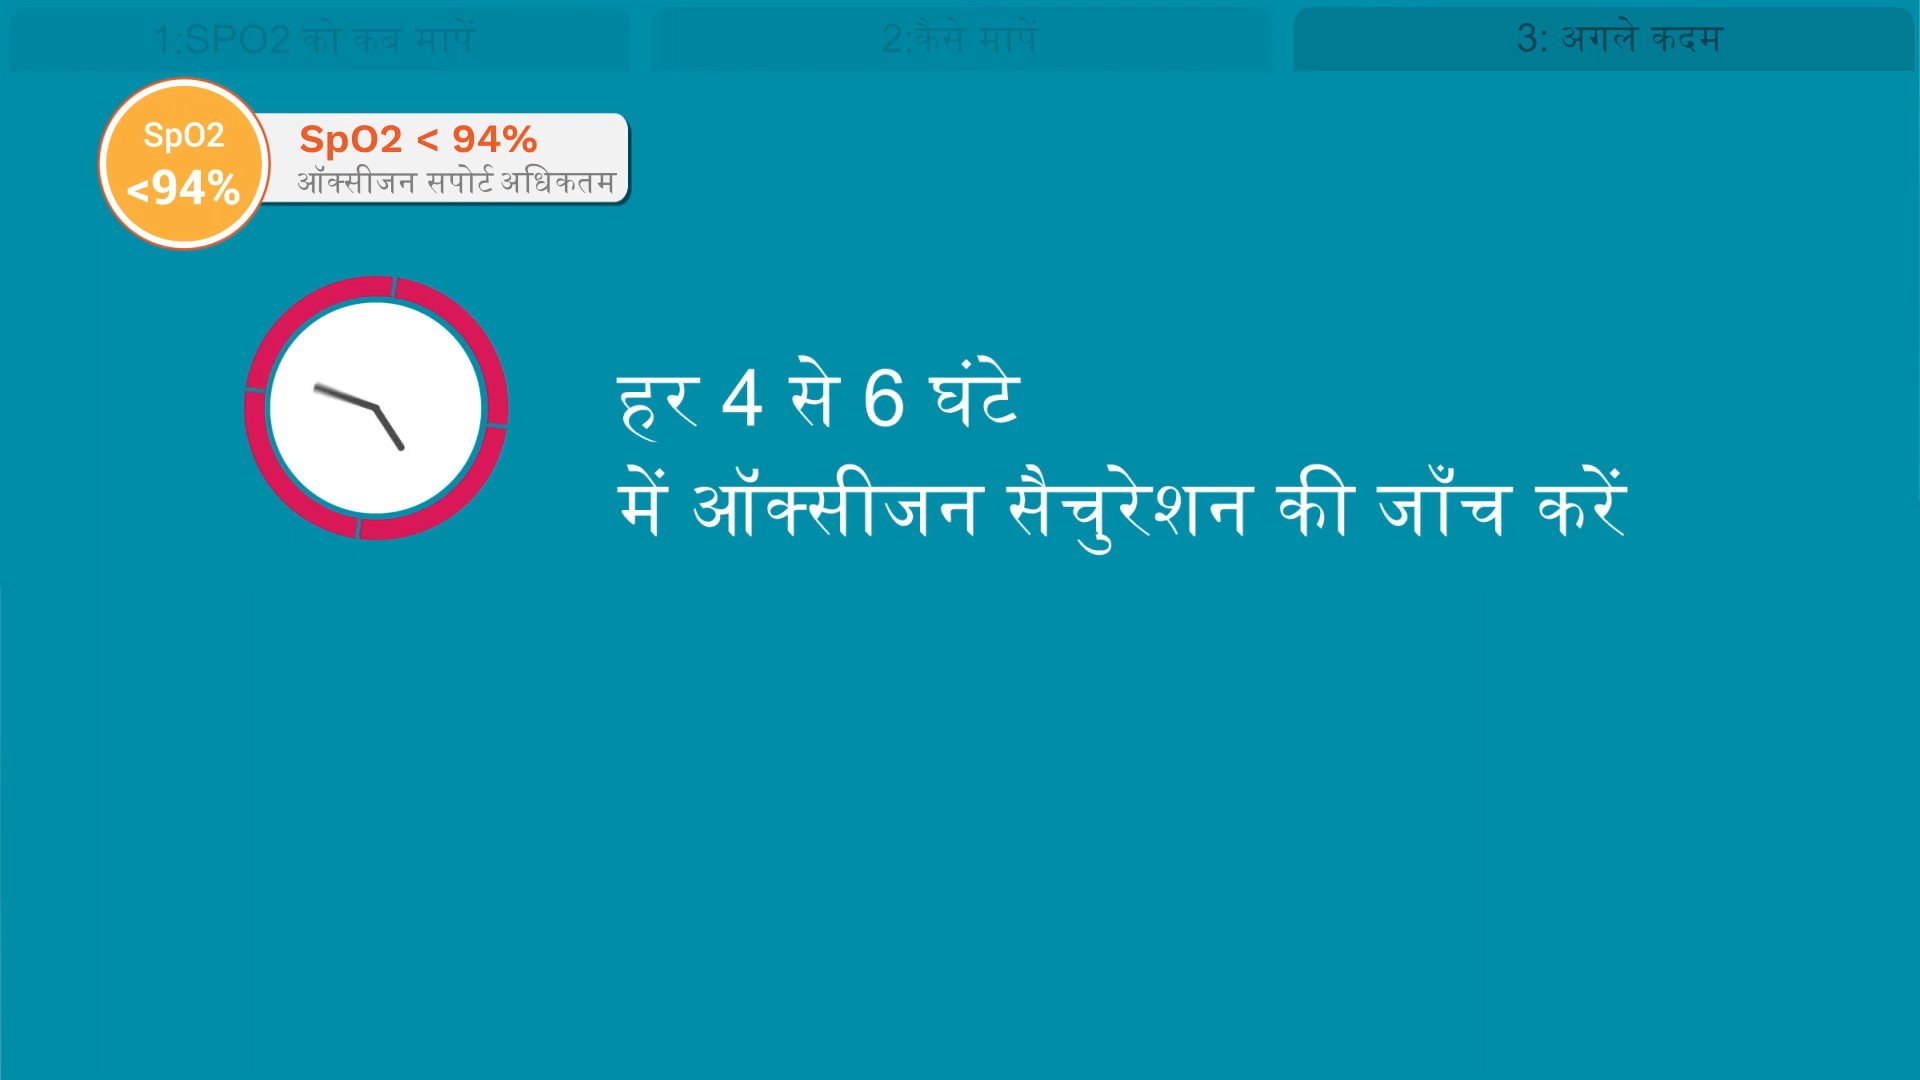 1:SPO2 को कब मापें
2:कैसे मापें
3: अगले कदम
SpO2
<94%
SpO2 < 94%
ऑक्सीजन सपोर्ट अधिकतम
हर 4 से 6 घंटे
में ऑक्सीजन सैचुरेशन की जाँच करें